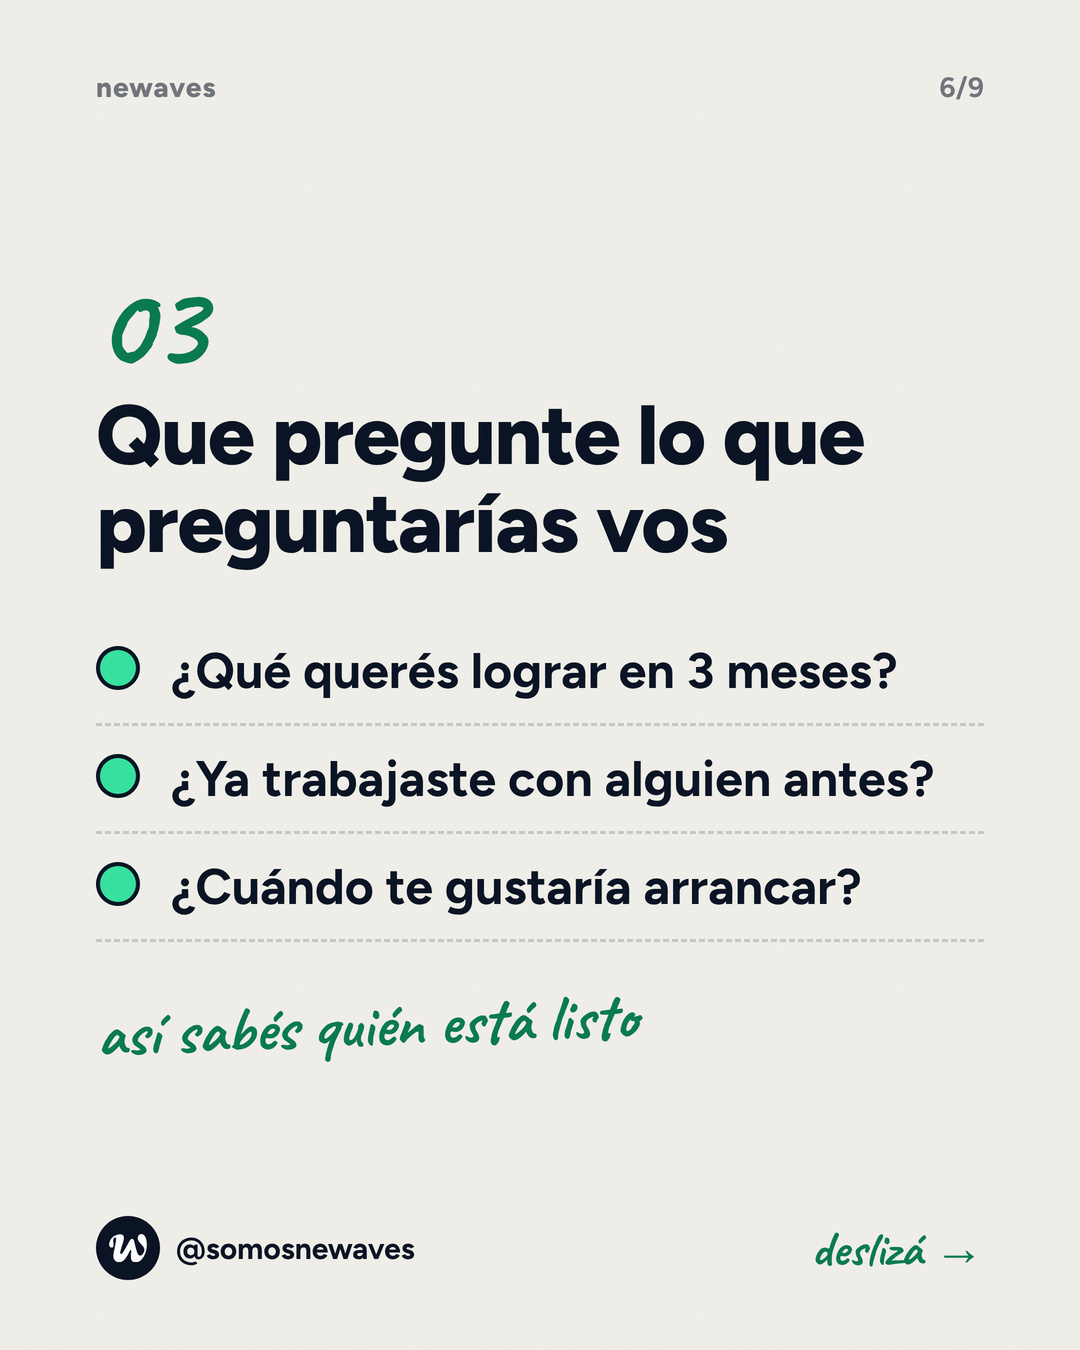 newaves
6/9
03
Que pregunte lo que
preguntarías vos
¿Qué querés lograr en 3 meses?
¿Ya trabajaste con alguien antes?
¿Cuándo te gustaría arrancar?
así sabés quién está listo
w @somosnewaves
deslizá →